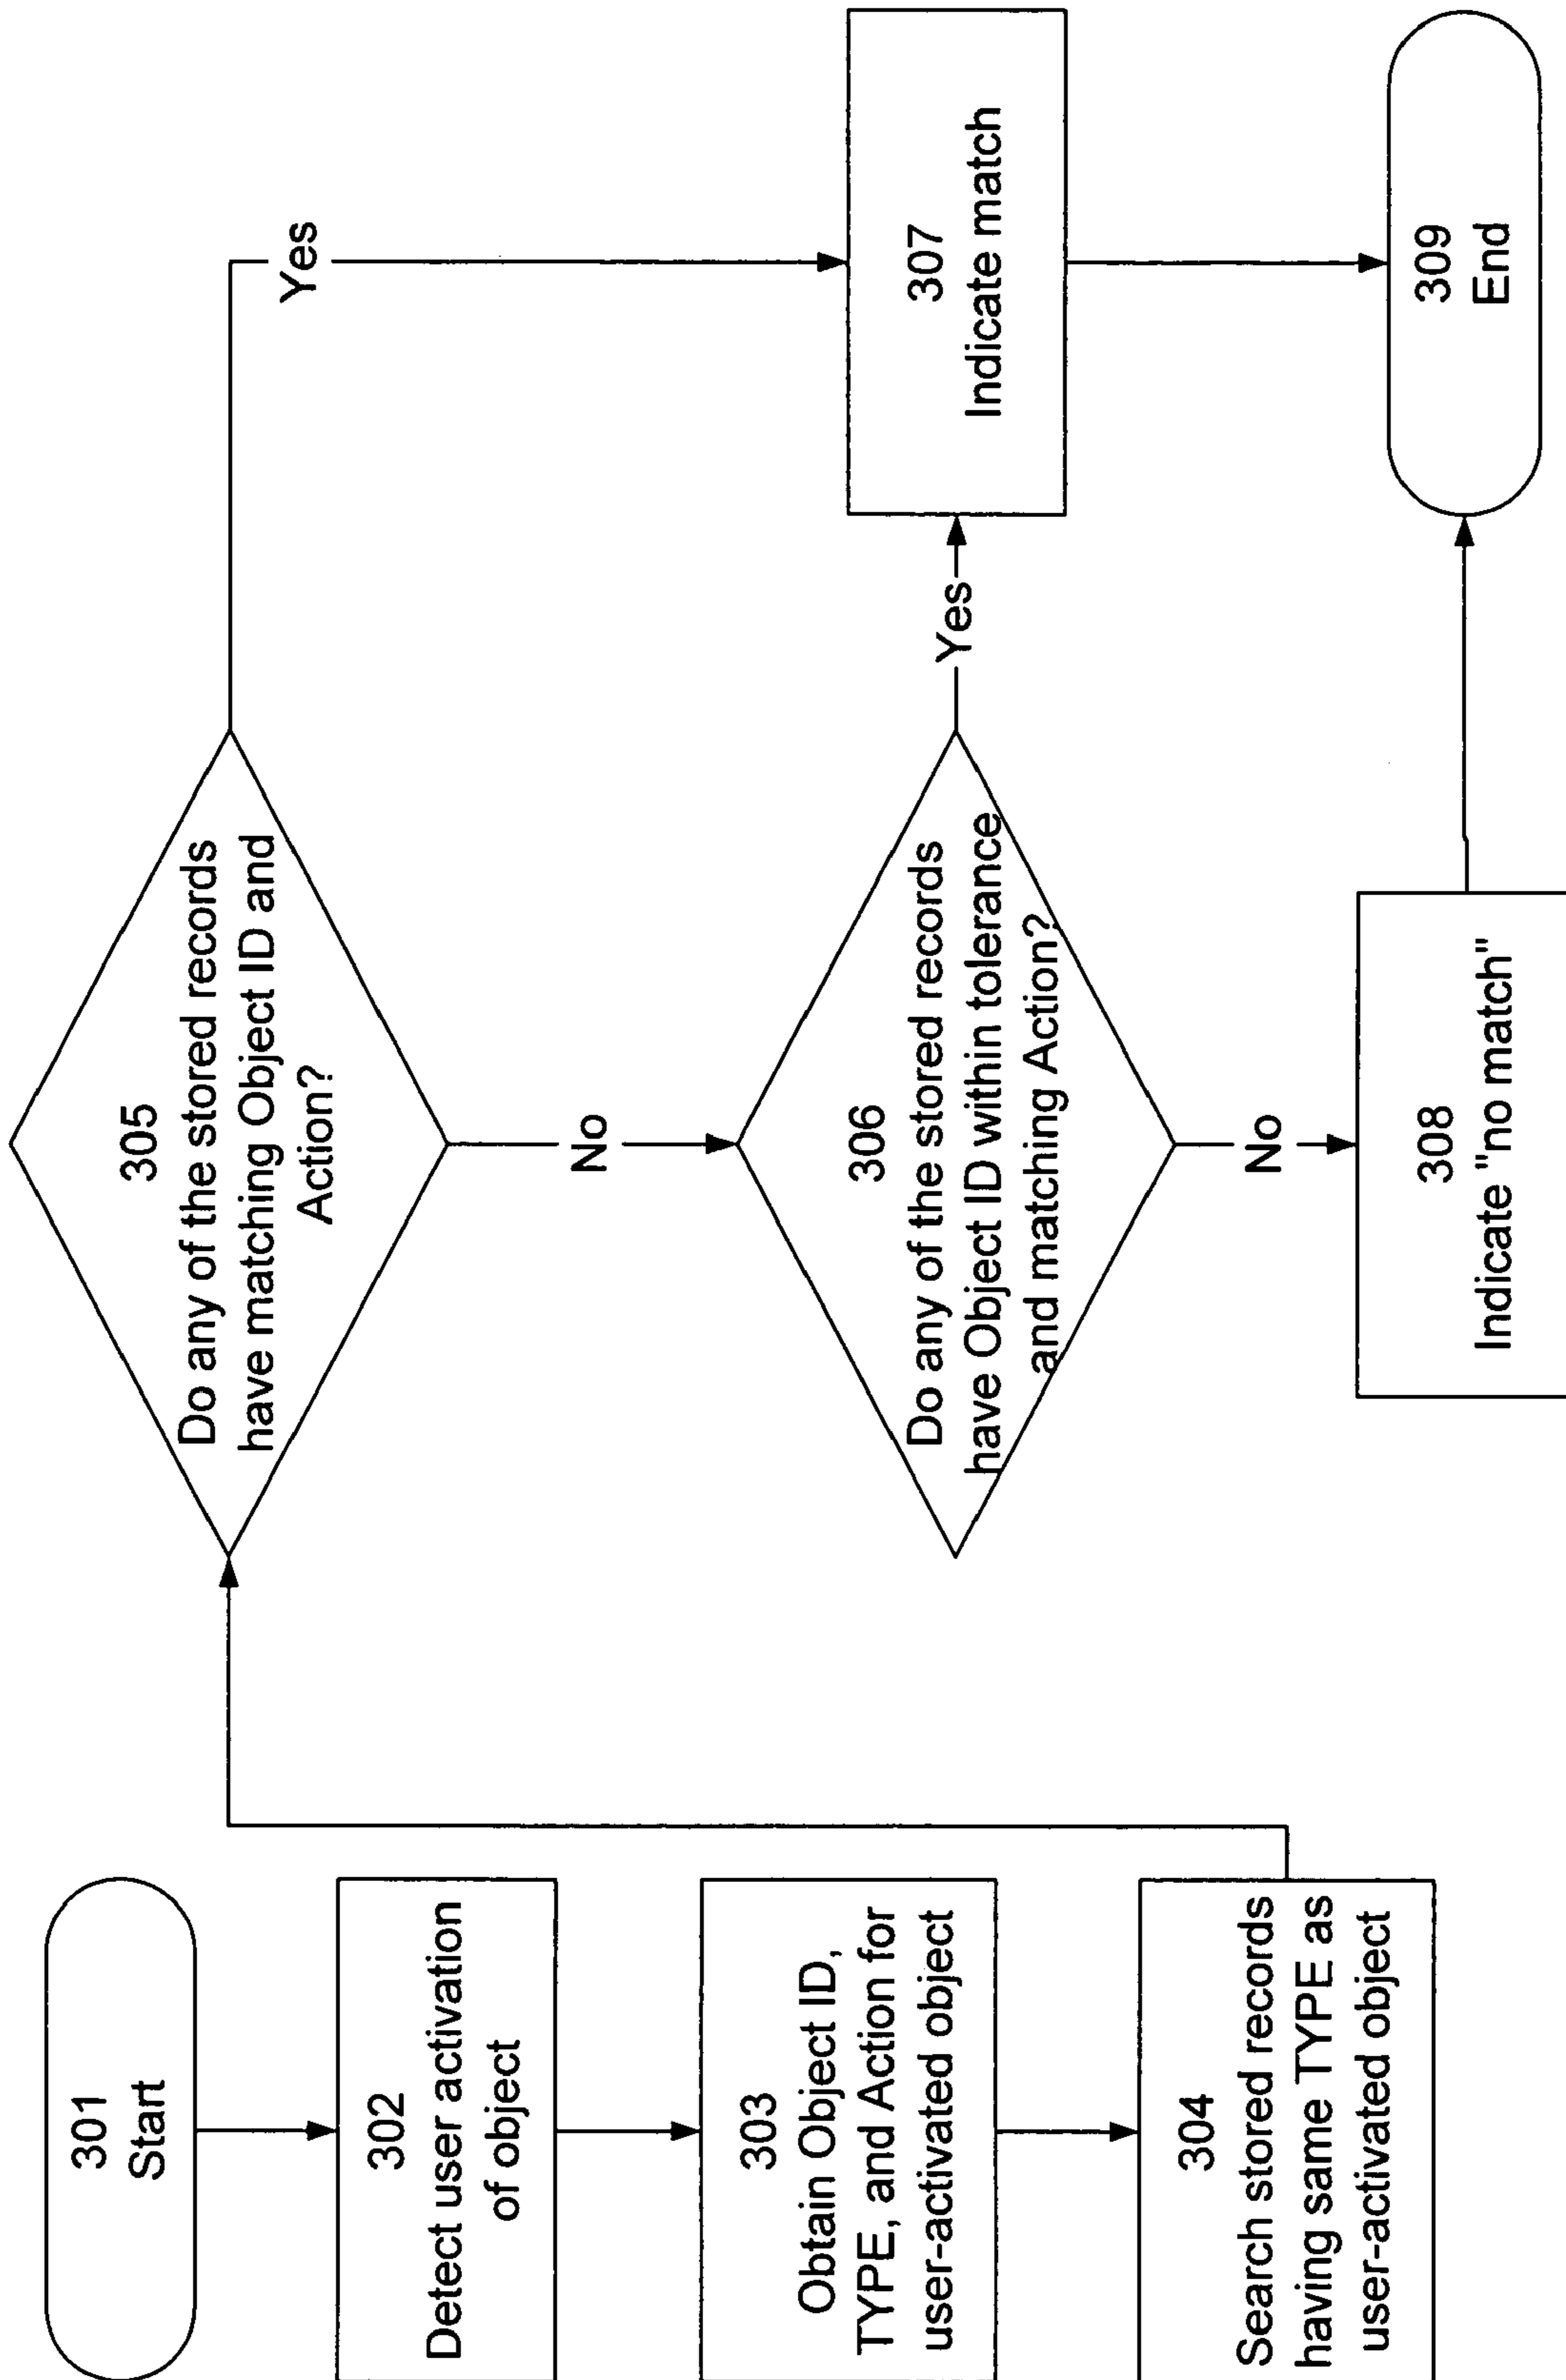 301
Start
302
Detect user activation
of object
303
Obtain Object ID,
TYPE, and Action for
user-activated object
304
Search stored records
having same TYPE as
user-activated object
305
Do any of the stored records
have matching Object ID and
Action?
Yes
No
306
Do any of the stored records
have Object ID within tolerance
and matching Action?
Yes
No
307
Indicate match
308
Indicate "no match"
309
End